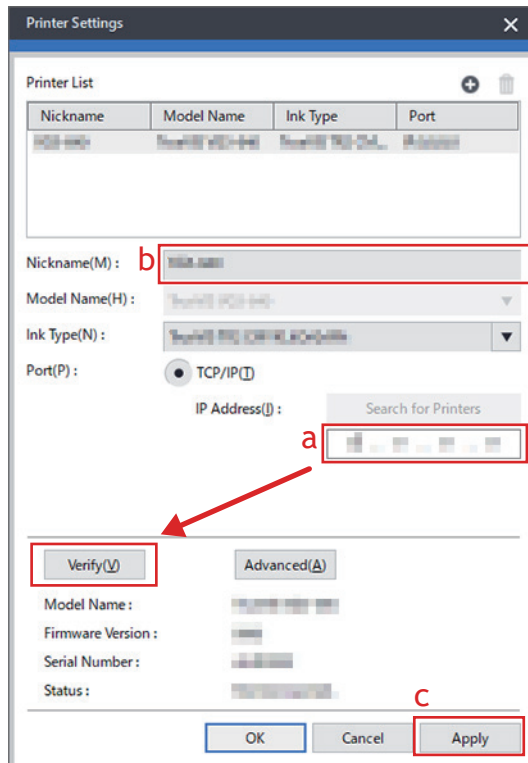 Printer Settings
Printer List
Nickname Model Name Ink Type Port
Nickname(M) : b
Model Name(H) :
Ink Type(N) :
Port(P) : TCP/IP(T)
IP Address(I) : Search for Printers
a
Verify(V) Advanced(A)
Model Name :
Firmware Version :
Serial Number :
Status :
c
OK Cancel Apply